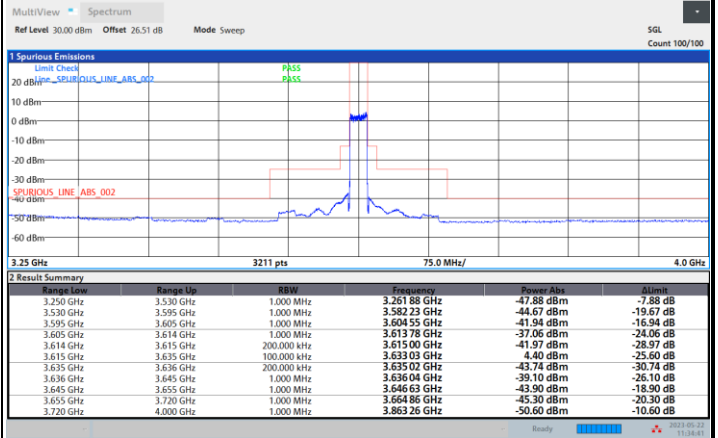 MultiView Spectrum
Ref Level 30.00 dBm Offset 26.51 dB Mode Sweep SGL
Count 100/100
1 Spurious Emissions
Limit Check PASS
Line _SPURIOUS_LINE_ABS_002 PASS
20 dBm
10 dBm
0 dBm
-10 dBm
-20 dBm
-30 dBm
SPURIOUS_LINE_ABS_002
-40 dBm
-50 dBm
-60 dBm
3.25 GHz 3211 pts 75.0 MHz/ 4.0 GHz
2 Result Summary
Range Low Range Up RBW Frequency Power Abs ΔLimit
3.250 GHz 3.530 GHz 1.000 MHz 3.261 88 GHz -47.88 dBm -7.88 dB
3.530 GHz 3.595 GHz 1.000 MHz 3.582 23 GHz -44.67 dBm -19.67 dB
3.595 GHz 3.605 GHz 1.000 MHz 3.604 55 GHz -41.94 dBm -16.94 dB
3.605 GHz 3.614 GHz 1.000 MHz 3.613 78 GHz -37.06 dBm -24.06 dB
3.614 GHz 3.615 GHz 200.000 kHz 3.615 00 GHz -41.97 dBm -28.97 dB
3.615 GHz 3.635 GHz 100.000 kHz 3.633 03 GHz 4.40 dBm -25.60 dB
3.635 GHz 3.636 GHz 200.000 kHz 3.635 02 GHz -43.74 dBm -30.74 dB
3.636 GHz 3.645 GHz 1.000 MHz 3.636 04 GHz -39.10 dBm -26.10 dB
3.645 GHz 3.655 GHz 1.000 MHz 3.646 63 GHz -43.90 dBm -18.90 dB
3.655 GHz 3.720 GHz 1.000 MHz 3.664 86 GHz -45.30 dBm -20.30 dB
3.720 GHz 4.000 GHz 1.000 MHz 3.863 26 GHz -50.60 dBm -10.60 dB
Ready 2023-05-22
11:34:41